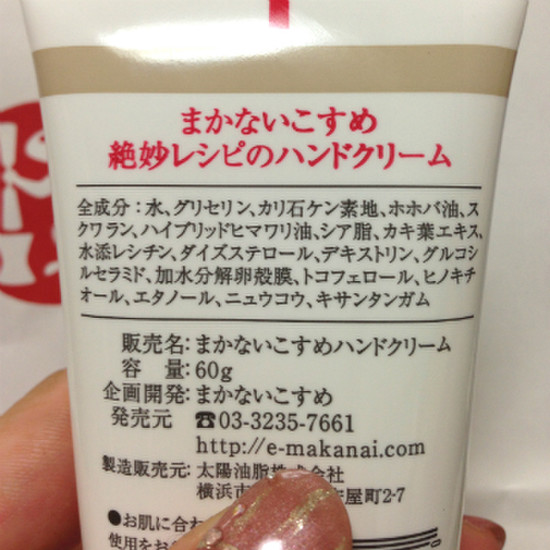 まかないこすめ
絶妙レシピのハンドクリーム
全成分：水、グリセリン、カリ石ケン素地、ホホバ油、ス
クワラン、ハイブリッドヒマワリ油、シア脂、カキ葉エキス、
水添レシチン、ダイズステロール、デキストリン、グルコシ
ルセラミド、加水分解卵殻膜、トコフェロール、ヒノキチ
オール、エタノール、ニュウコウ、キサンタンガム
販売名：まかないこすめハンドクリーム
容 量：60g
企画開発：まかないこすめ
発売元 ☎03-3235-7661
http://e-makanai.com
製造販売元：太陽油脂株式会社
横浜市 屋町2-7
●お肌に合わ
使用をお